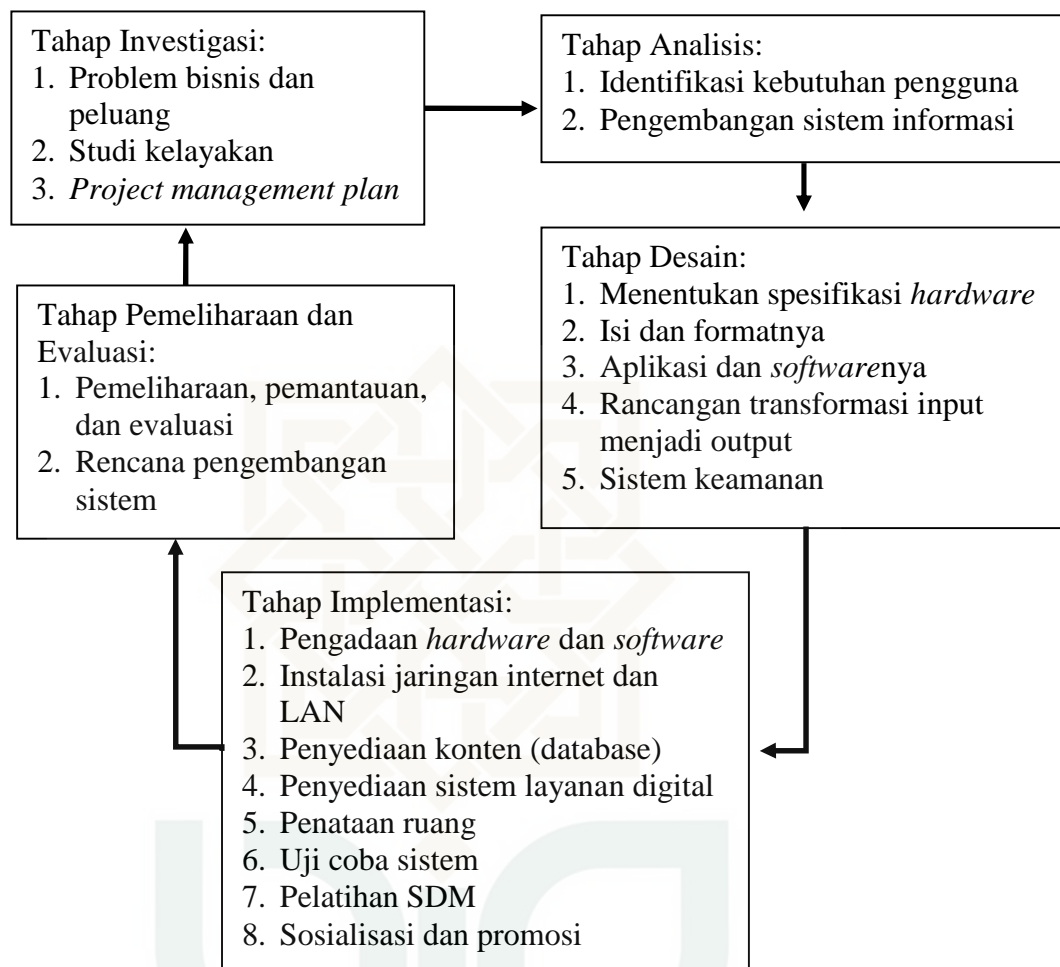 Tahap Investigasi:
1. Problem bisnis dan
peluang
2. Studi kelayakan
3. Project management plan
Tahap Analisis:
1. Identifikasi kebutuhan pengguna
2. Pengembangan sistem informasi
Tahap Desain:
1. Menentukan spesifikasi hardware
2. Isi dan formatnya
3. Aplikasi dan softwarenya
4. Rancangan transformasi input
menjadi output
5. Sistem keamanan
Tahap Implementasi:
1. Pengadaan hardware dan software
2. Instalasi jaringan internet dan
LAN
3. Penyediaan konten (database)
4. Penyediaan sistem layanan digital
5. Penataan ruang
6. Uji coba sistem
7. Pelatihan SDM
8. Sosialisasi dan promosi
Tahap Pemeliharaan dan
Evaluasi:
1. Pemeliharaan, pemantauan,
dan evaluasi
2. Rencana pengembangan
sistem